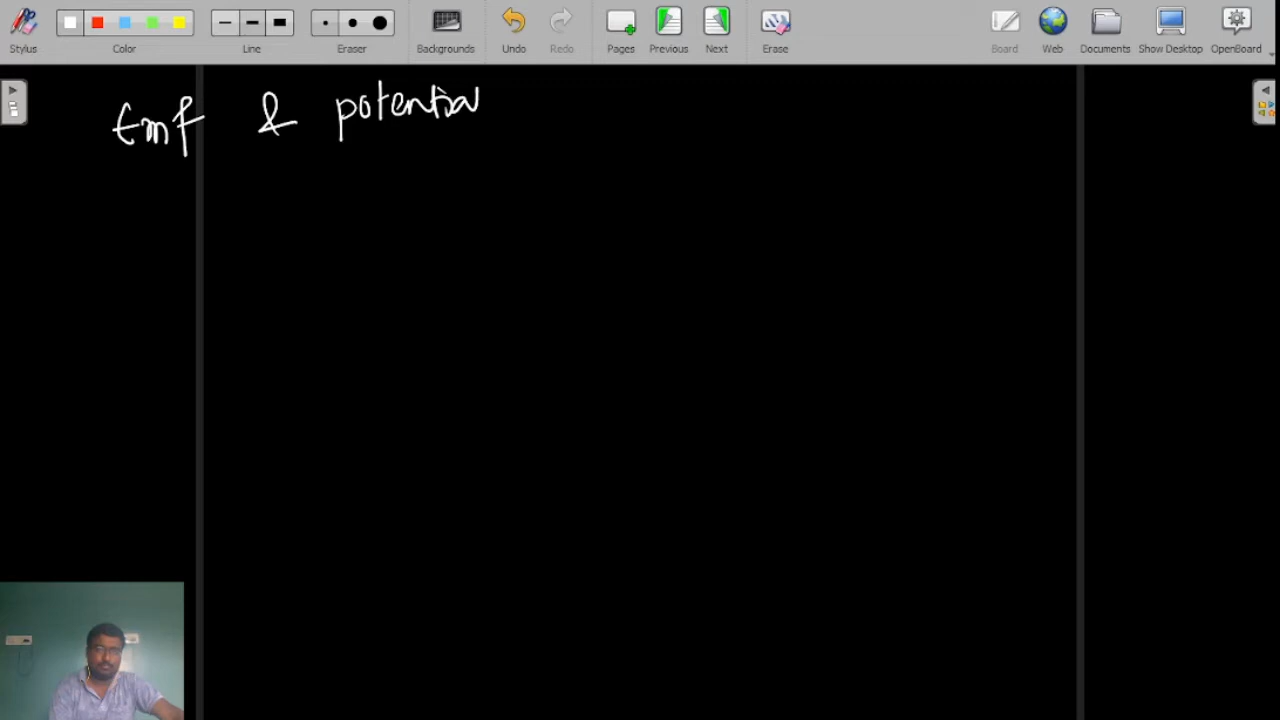 Stylus
Color
Line
Eraser
Backgrounds
Undo
Redo
Pages
Previous
Next
Erase
Board
Web
Documents
Show Desktop
OpenBoard
Emf & potential